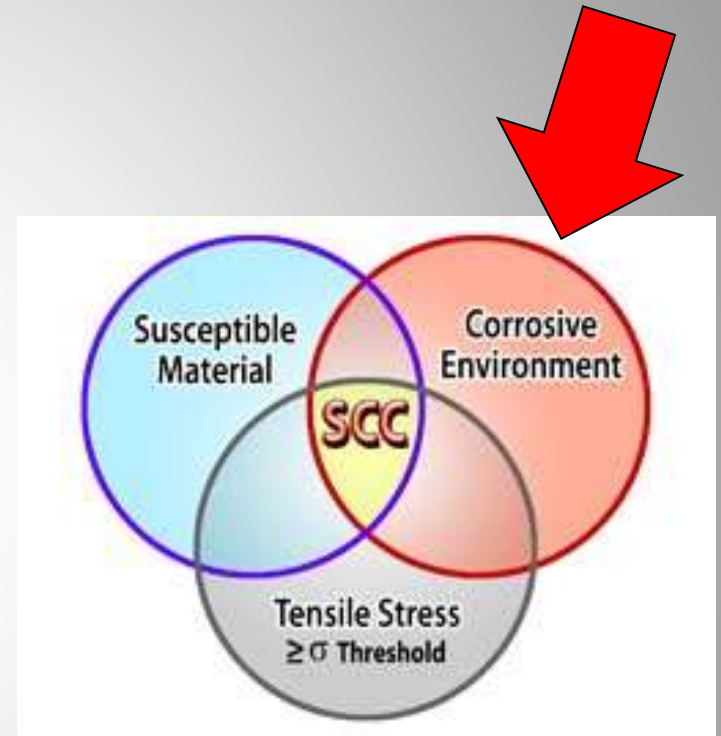 Susceptible
Material
Corrosive
Environment
SCC
Tensile Stress
≥ σ Threshold